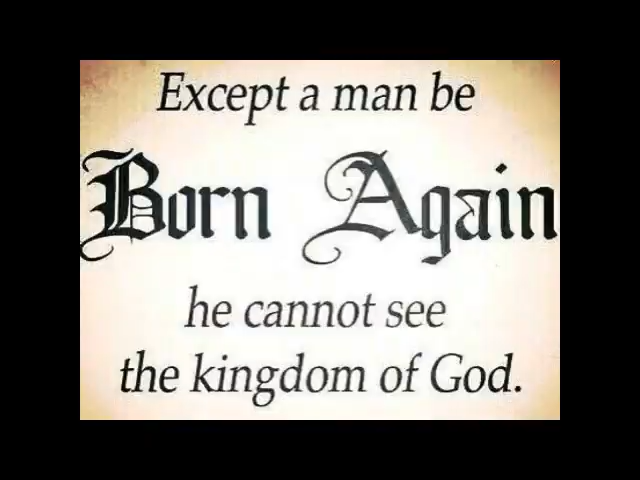 Except a man be
Born Again
he cannot see
the kingdom of God.